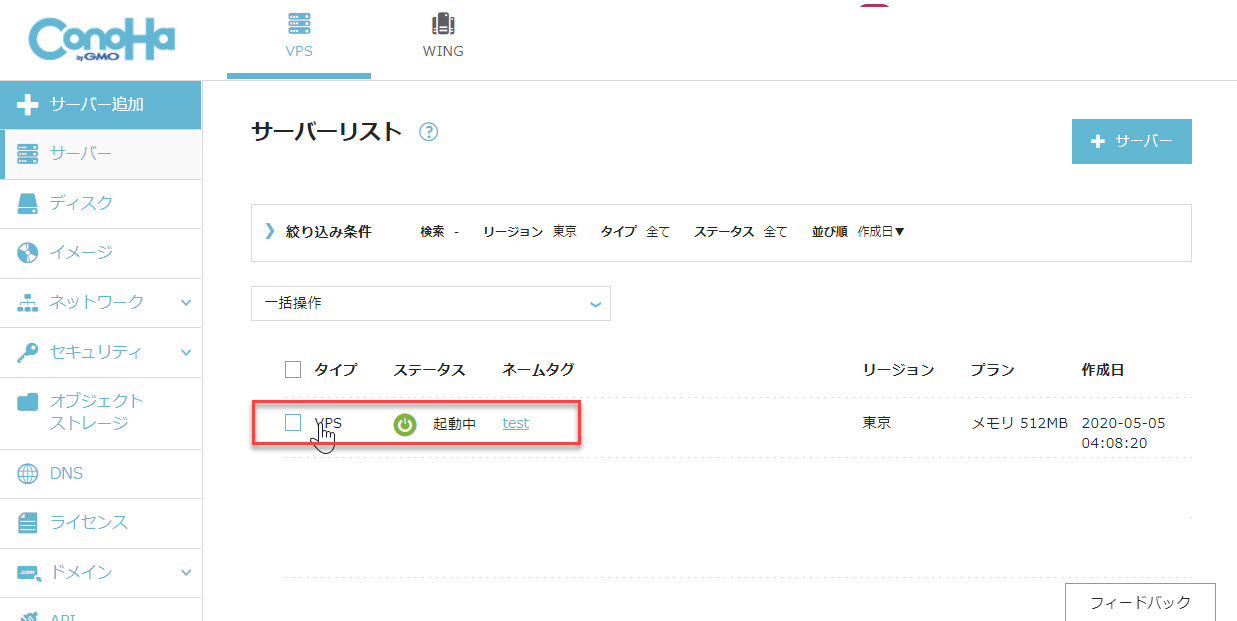 ConoHa
by GMO
VPS
WING
サーバー追加
サーバー
ディスク
イメージ
ネットワーク
セキュリティ
オブジェクト
ストレージ
DNS
ライセンス
.com
ドメイン
API
サーバーリスト ?
サーバー
絞り込み条件 検索 - リージョン 東京 タイプ 全て ステータス 全て 並び順 作成日▼
一括操作
タイプ ステータス ネームタグ リージョン プラン 作成日
VPS 起動中 test 東京 メモリ 512MB 2020-05-05
04:08:20
フィードバック